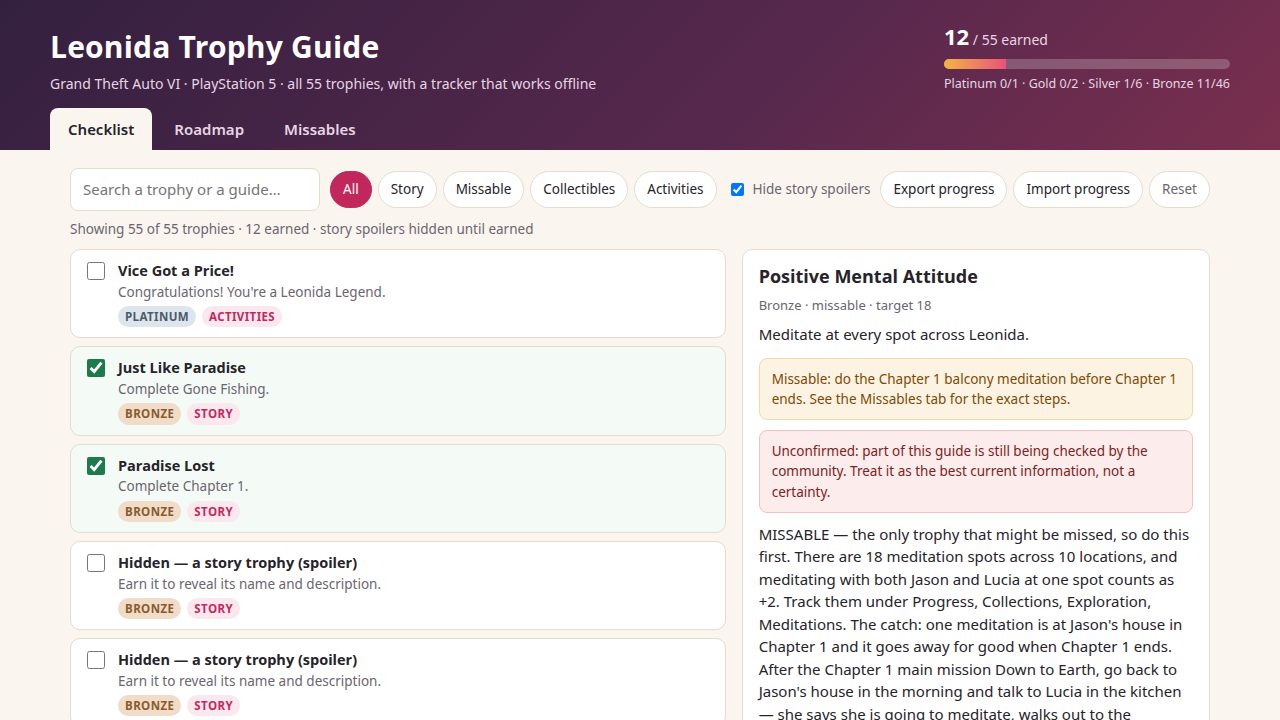 Leonida Trophy Guide
Grand Theft Auto VI · PlayStation 5 · all 55 trophies, with a tracker that works offline
12 / 55 earned
Platinum 0/1 · Gold 0/2 · Silver 1/6 · Bronze 11/46
Checklist
Roadmap
Missables
Search a trophy or a guide...
All
Story
Missable
Collectibles
Activities
Hide story spoilers
Export progress
Import progress
Reset
Showing 55 of 55 trophies · 12 earned · story spoilers hidden until earned
Vice Got a Price!
Congratulations! You're a Leonida Legend.
PLATINUM
ACTIVITIES
Just Like Paradise
Complete Gone Fishing.
BRONZE
STORY
Paradise Lost
Complete Chapter 1.
BRONZE
STORY
Hidden — a story trophy (spoiler)
Earn it to reveal its name and description.
BRONZE
STORY
Hidden — a story trophy (spoiler)
Earn it to reveal its name and description.
BRONZE
STORY
Positive Mental Attitude
Bronze · missable · target 18
Meditate at every spot across Leonida.
Missable: do the Chapter 1 balcony meditation before Chapter 1
ends. See the Missables tab for the exact steps.
Unconfirmed: part of this guide is still being checked by the
community. Treat it as the best current information, not a
certainty.
MISSABLE — the only trophy that might be missed, so do this
first. There are 18 meditation spots across 10 locations, and
meditating with both Jason and Lucia at one spot counts as
+2. Track them under Progress, Collections, Exploration,
Meditations. The catch: one meditation is at Jason's house in
Chapter 1 and it goes away for good when Chapter 1 ends.
After the Chapter 1 main mission Down to Earth, go back to
Jason's house in the morning and talk to Lucia in the kitchen
— she says she is going to meditate, walks out to the